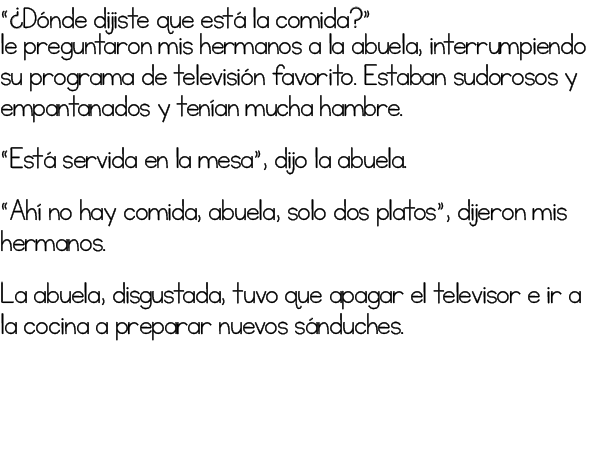 “¿Dónde dijiste que está la comida?”
le preguntaron mis hermanos a la abuela, interrumpiendo
su programa de televisión favorito. Estaban sudorosos y
empantanados y tenían mucha hambre.
“Está servida en la mesa”, dijo la abuela.
“Ahí no hay comida, abuela, solo dos platos”, dijeron mis
hermanos.
La abuela, disgustada, tuvo que apagar el televisor e ir a
la cocina a preparar nuevos sánduches.